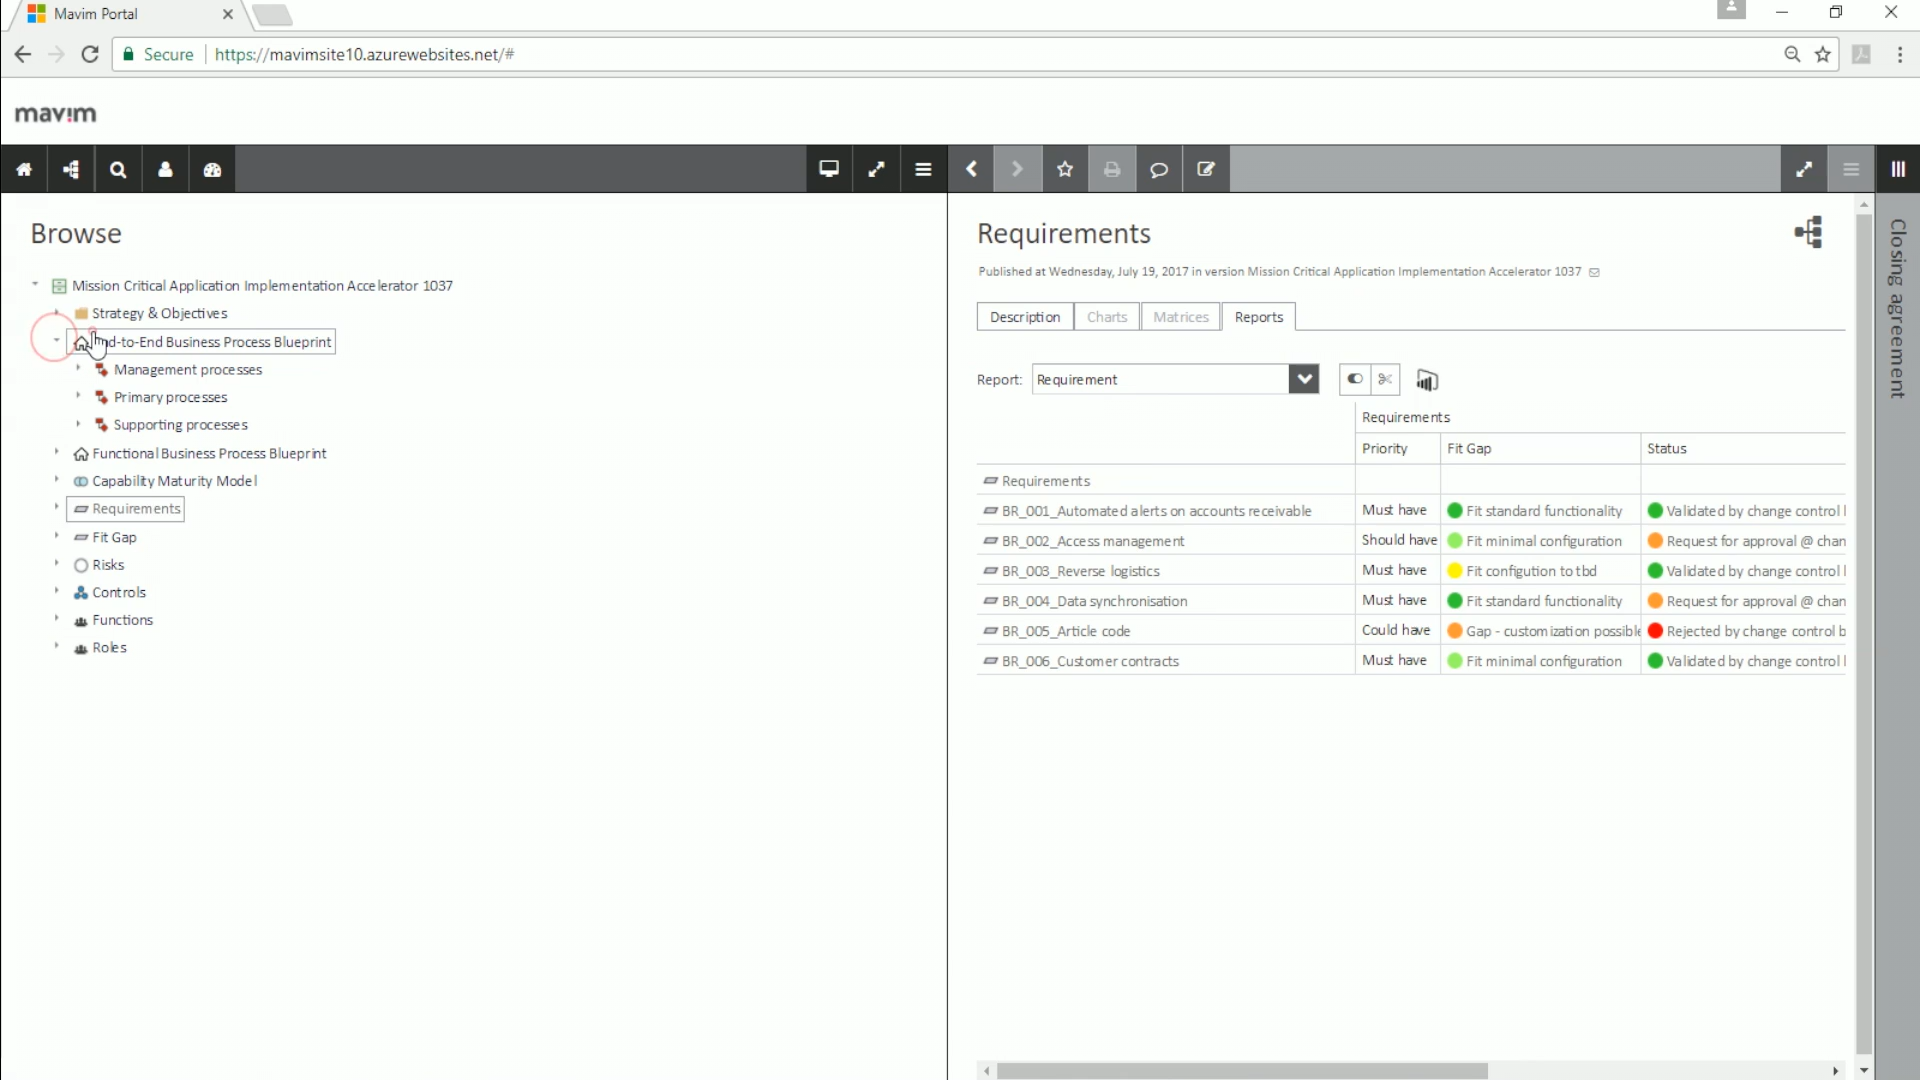 Mavim Portal
Secure https://mavimsite10.azurewebsites.net/#
mavim
Browse
Mission Critical Application Implementation Accelerator 1037
Strategy & Objectives
nd-to-End Business Process Blueprint
Management processes
Primary processes
Supporting processes
Functional Business Process Blueprint
Capability Maturity Model
Requirements
Fit Gap
Risks
Controls
Functions
Roles
Requirements
Published at Wednesday, July 19, 2017 in version Mission Critical Application Implementation Accelerator 1037
Description Charts Matrices Reports
Report: Requirement
Requirements
Priority Fit Gap Status
Requirements
BR_001_Automated alerts on accounts receivable Must have Fit standard functionality Validated by change control
BR_002_Access management Should have Fit minimal configuration Request for approval @ chan
BR_003_Reverse logistics Must have Fit configution to tbd Validated by change control
BR_004_Data synchronisation Must have Fit standard functionality Request for approval @ chan
BR_005_Article code Could have Gap - customization possible Rejected by change control b
BR_006_Customer contracts Must have Fit minimal configuration Validated by change control
Closing agreement